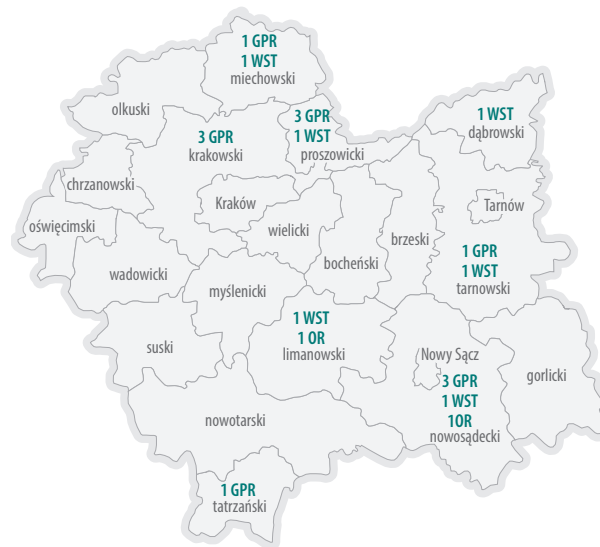 1 GPR
1 WST
miechowski
olkuski
3 GPR
krakowski
3 GPR
1 WST
proszowicki
1 WST
dąbrowski
chrzanowski
Kraków
Tarnów
oświęcimski
wielicki
brzeski
bocheński
1 GPR
1 WST
tarnowski
wadowicki
myślenicki
1 WST
1 OR
limanowski
suski
Nowy Sącz
3 GPR
1 WST
1OR
nowosądecki
gorlicki
nowotarski
1 GPR
tatrzański